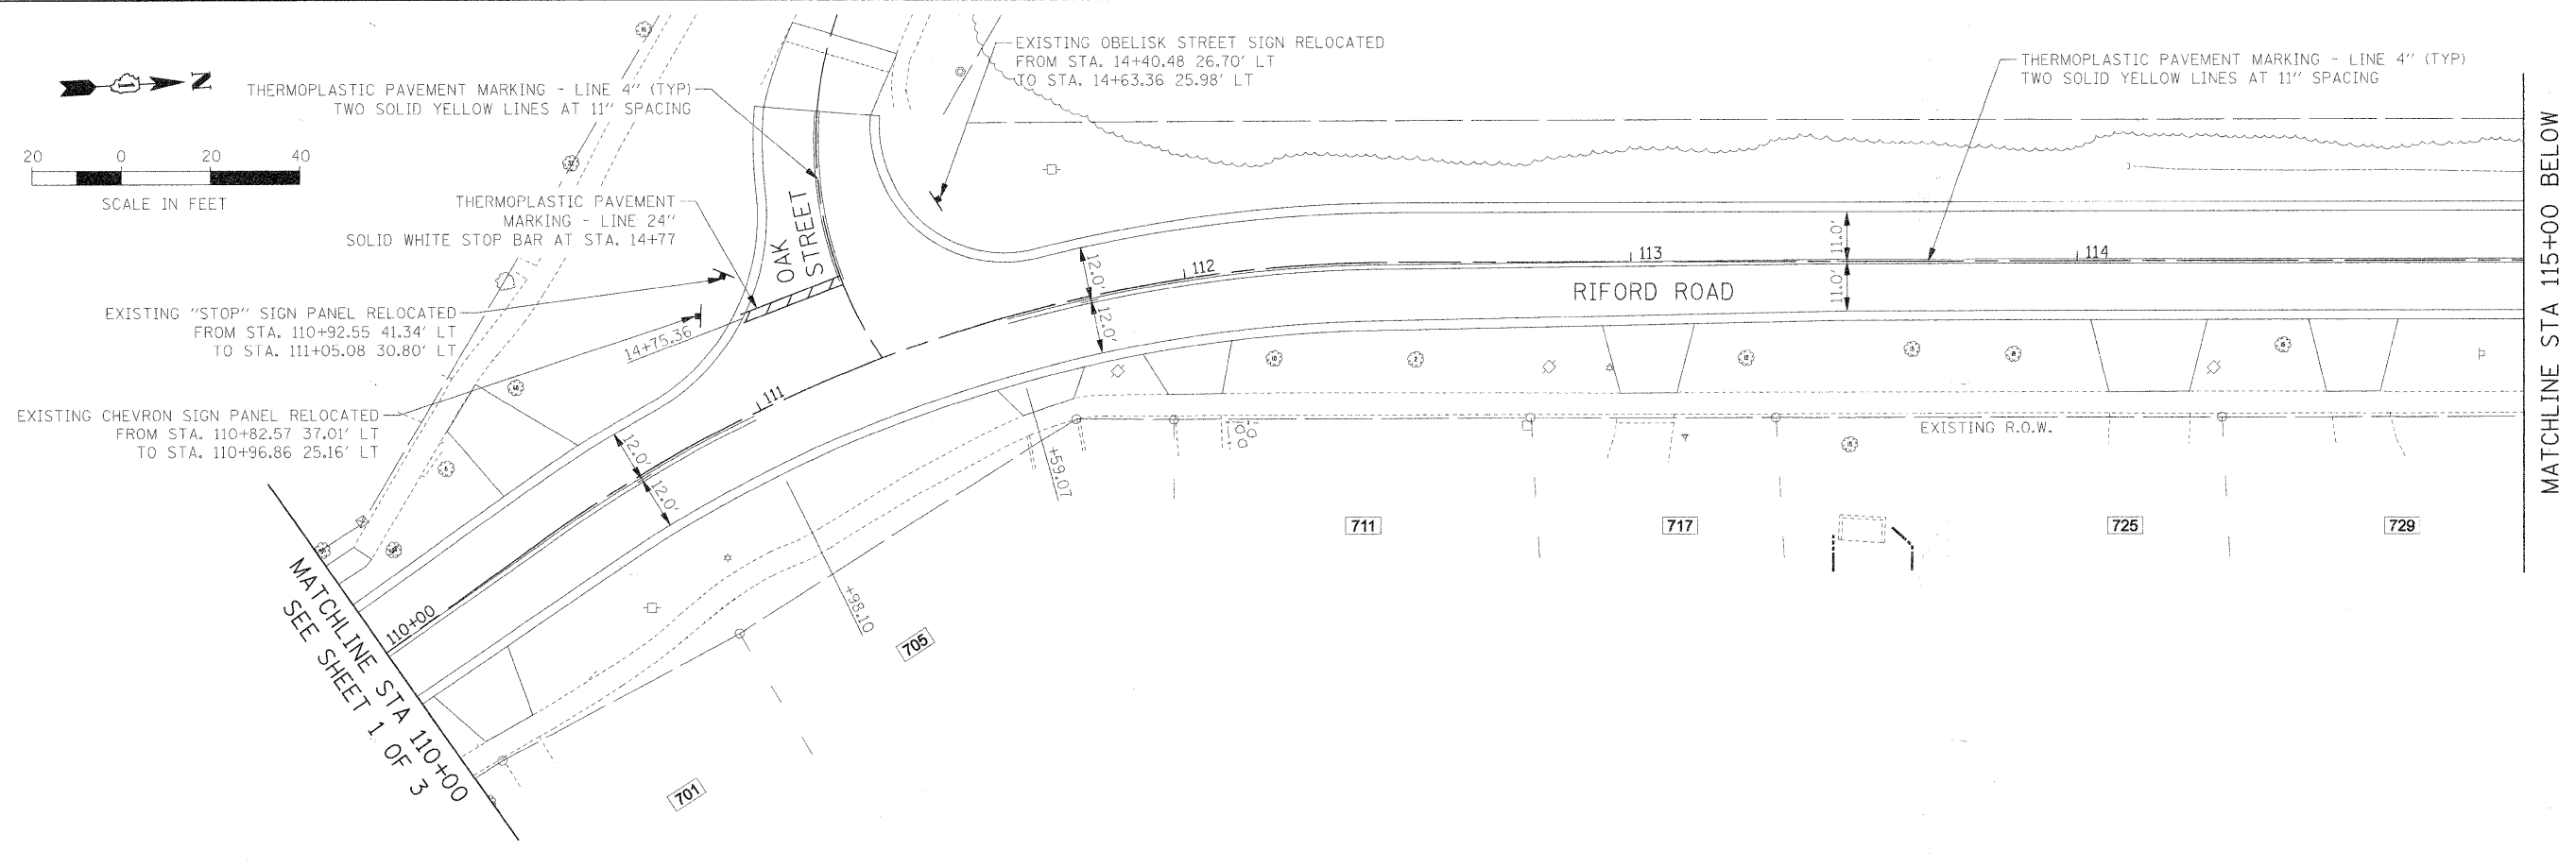 EXISTING OBELISK STREET SIGN RELOCATED
FROM STA. 14+40.48 26.70' LT
TO STA. 14+63.36 25.98' LT
THERMOPLASTIC PAVEMENT MARKING - LINE 4" (TYP)
TWO SOLID YELLOW LINES AT 11" SPACING
N
THERMOPLASTIC PAVEMENT MARKING - LINE 4" (TYP)
TWO SOLID YELLOW LINES AT 11" SPACING
20 0 20 40
SCALE IN FEET
THERMOPLASTIC PAVEMENT
MARKING - LINE 24"
SOLID WHITE STOP BAR AT STA. 14+77
OAK
STREET
EXISTING "STOP" SIGN PANEL RELOCATED
FROM STA. 110+92.55 41.34' LT
TO STA. 111+05.08 30.80' LT
14+75.36
EXISTING CHEVRON SIGN PANEL RELOCATED
FROM STA. 110+82.57 37.01' LT
TO STA. 110+96.86 25.16' LT
110+00
111
112
113
114
12.0'
12.0'
12.0'
12.0'
11.0'
11.0'
RIFORD ROAD
EXISTING R.O.W.
+59.07
+98.10
701
705
711
717
725
729
MATCHLINE STA 110+00
SEE SHEET 1 OF 3
MATCHLINE STA 115+00 BELOW